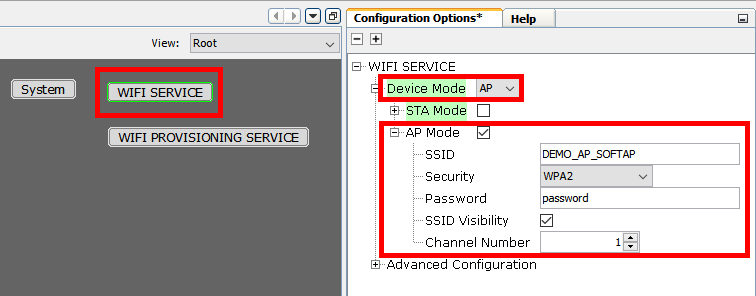 View: Root
System
WIFI SERVICE
WIFI PROVISIONING SERVICE
Configuration Options* Help
WIFI SERVICE
Device Mode AP
STA Mode
AP Mode
SSID DEMO_AP_SOFTAP
Security WPA2
Password password
SSID Visibility
Channel Number 1
Advanced Configuration